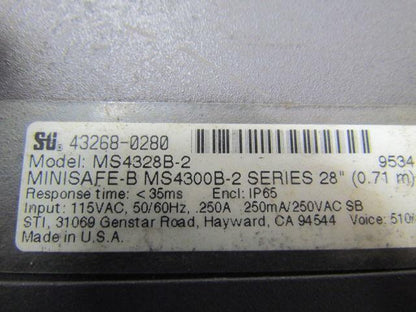 STI 43268-0280
Model: MS4328B-2 9534
MINISAFE-B MS4300B-2 SERIES 28" (0.71 m)
Response time: <35ms Encl: IP65
Input: 115VAC, 50/60Hz, .250A .250mA/250VAC SB
STI, 31069 Genstar Road, Hayward, CA 94544 Voice: 510/
Made in U.S.A.